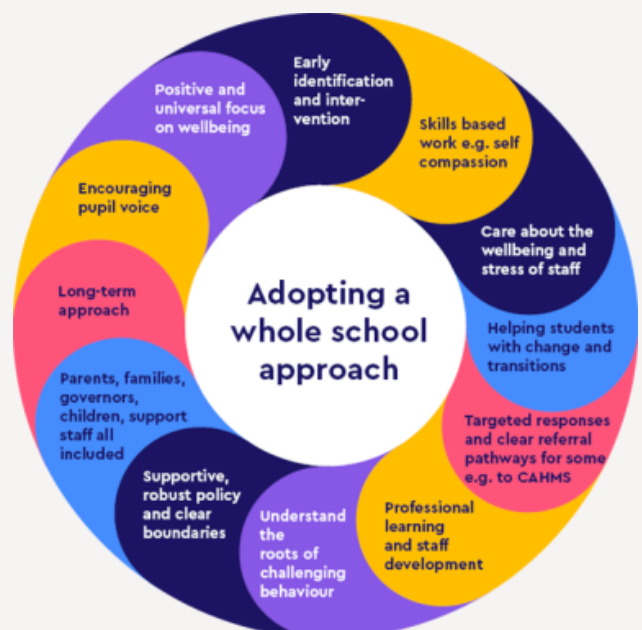 Adopting a
whole school
approach
Early
identification
and inter-
vention
Skills based
work e.g. self
compassion
Care about the
wellbeing and
stress of staff
Helping students
with change and
transitions
Targeted responses
and clear referral
pathways for some
e.g. to CAHMS
Professional
learning
and staff
development
Understand
the
roots of
challenging
behaviour
Supportive,
robust policy
and clear
boundaries
Parents, families,
governors,
children, support
staff all
included
Long-term
approach
Encouraging
pupil voice
Positive and
universal focus
on wellbeing